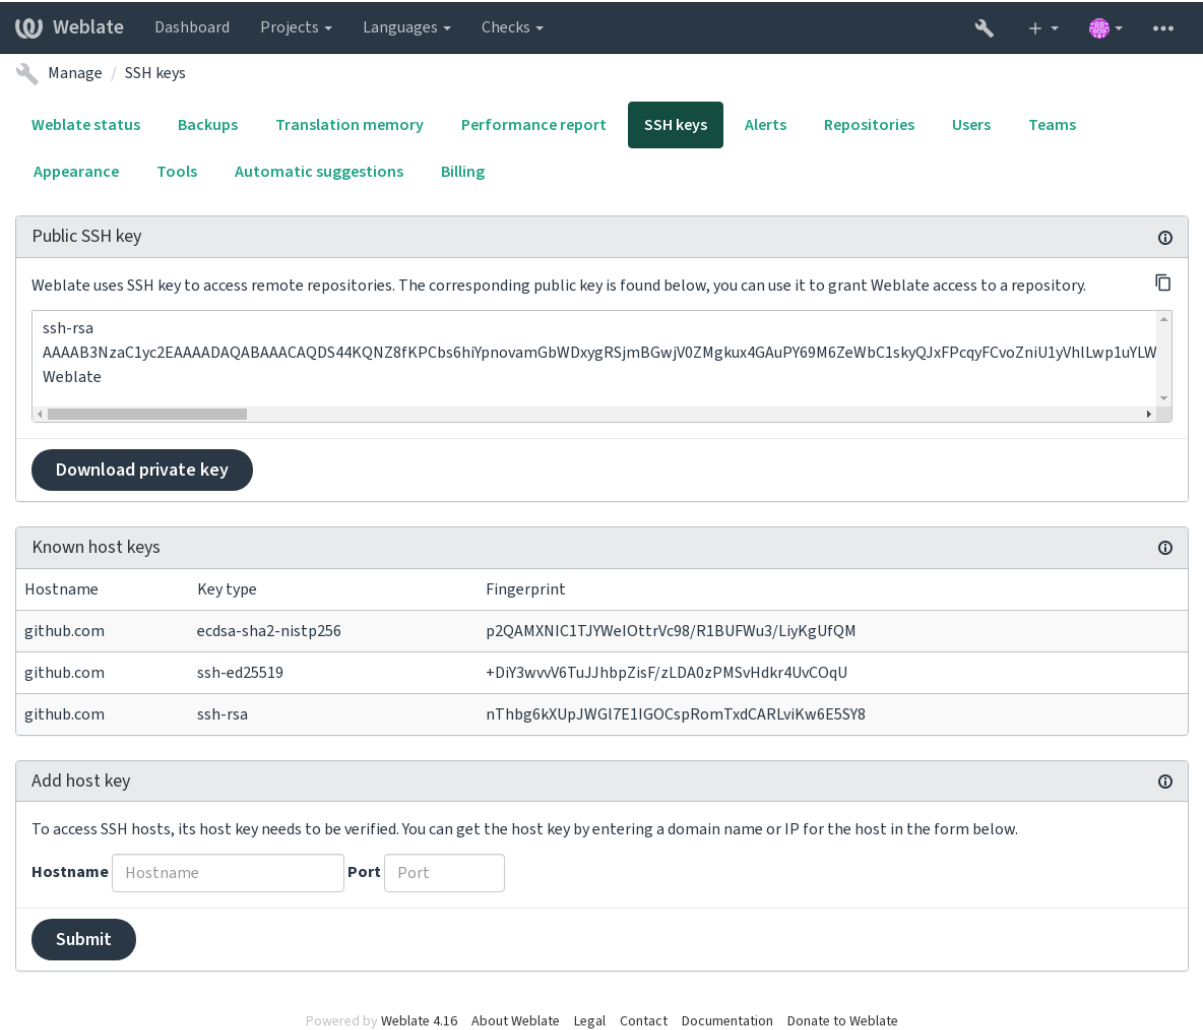 Weblate Dashboard Projects Languages Checks
Manage / SSH keys
Weblate status Backups Translation memory Performance report SSH keys Alerts Repositories Users Teams
Appearance Tools Automatic suggestions Billing
Public SSH key
Weblate uses SSH key to access remote repositories. The corresponding public key is found below, you can use it to grant Weblate access to a repository.
ssh-rsa
AAAAB3NzaC1yc2EAAAADAQABAAACAQDS44KQNZ8fKPCbs6hiYpnovamGbWDxygRSjmBGwjV0ZMgkux4GAuPY69M6ZeWbC1skyQJxFPcqyFCvoZniU1yVhlLwp1uYLW
Weblate
Download private key
Known host keys
Hostname Key type Fingerprint
github.com ecdsa-sha2-nistp256 p2QAMXNIC1TJYWeIOttrVc98/R1BUFWu3/LiyKgUfQM
github.com ssh-ed25519 +DiY3wvvV6TuJJhbpZisF/zLDA0zPMSvHdkr4UvCOqU
github.com ssh-rsa nThbg6kXUpJWGl7E1IGOCspRomTxdCARLviKw6E5SY8
Add host key
To access SSH hosts, its host key needs to be verified. You can get the host key by entering a domain name or IP for the host in the form below.
Hostname Hostname Port Port
Submit
Powered by Weblate 4.16 About Weblate Legal Contact Documentation Donate to Weblate